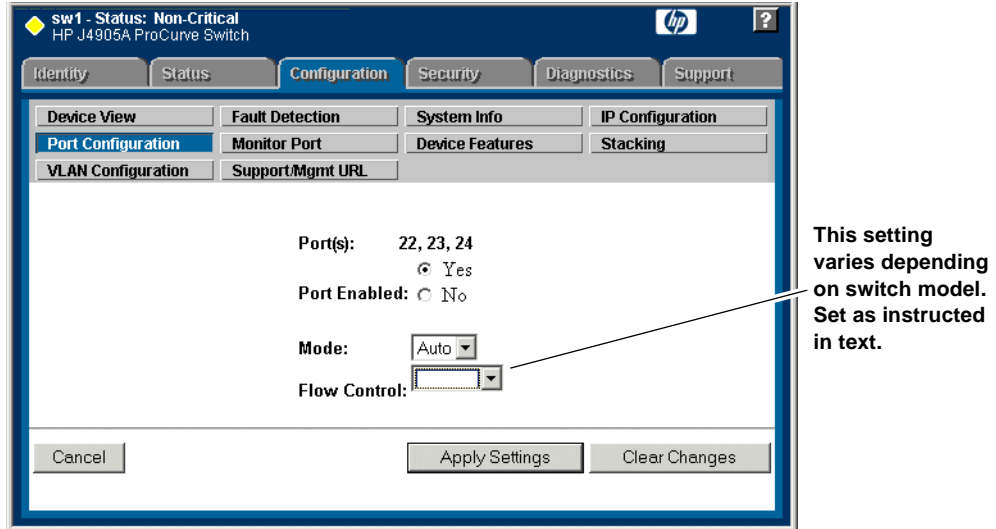 sw1 - Status: Non-Critical
HP J4905A ProCurve Switch
hp
?
Identity Status Configuration Security Diagnostics Support
Device View Fault Detection System Info IP Configuration
Port Configuration Monitor Port Device Features Stacking
VLAN Configuration Support/Mgmt URL
Port(s): 22, 23, 24
Yes
Port Enabled: No
Mode: Auto
Flow Control:
Cancel Apply Settings Clear Changes
This setting
varies depending
on switch model.
Set as instructed
in text.